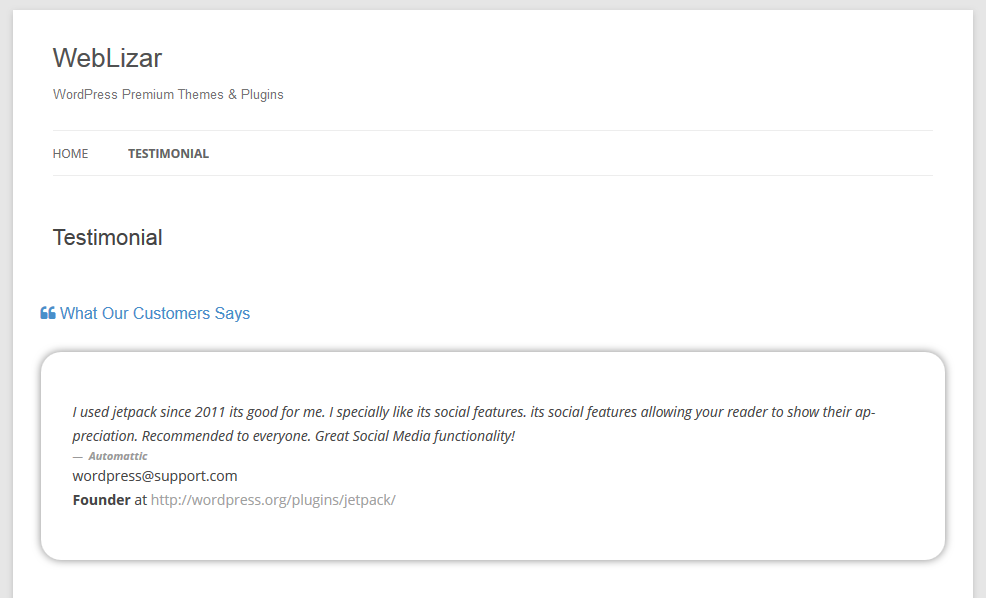 WebLizar
WordPress Premium Themes & Plugins
HOME TESTIMONIAL
Testimonial
What Our Customers Says
I used jetpack since 2011 its good for me. I specially like its social features. its social features allowing your reader to show their ap-
preciation. Recommended to everyone. Great Social Media functionality!
— Automattic
wordpress@support.com
Founder at http://wordpress.org/plugins/jetpack/